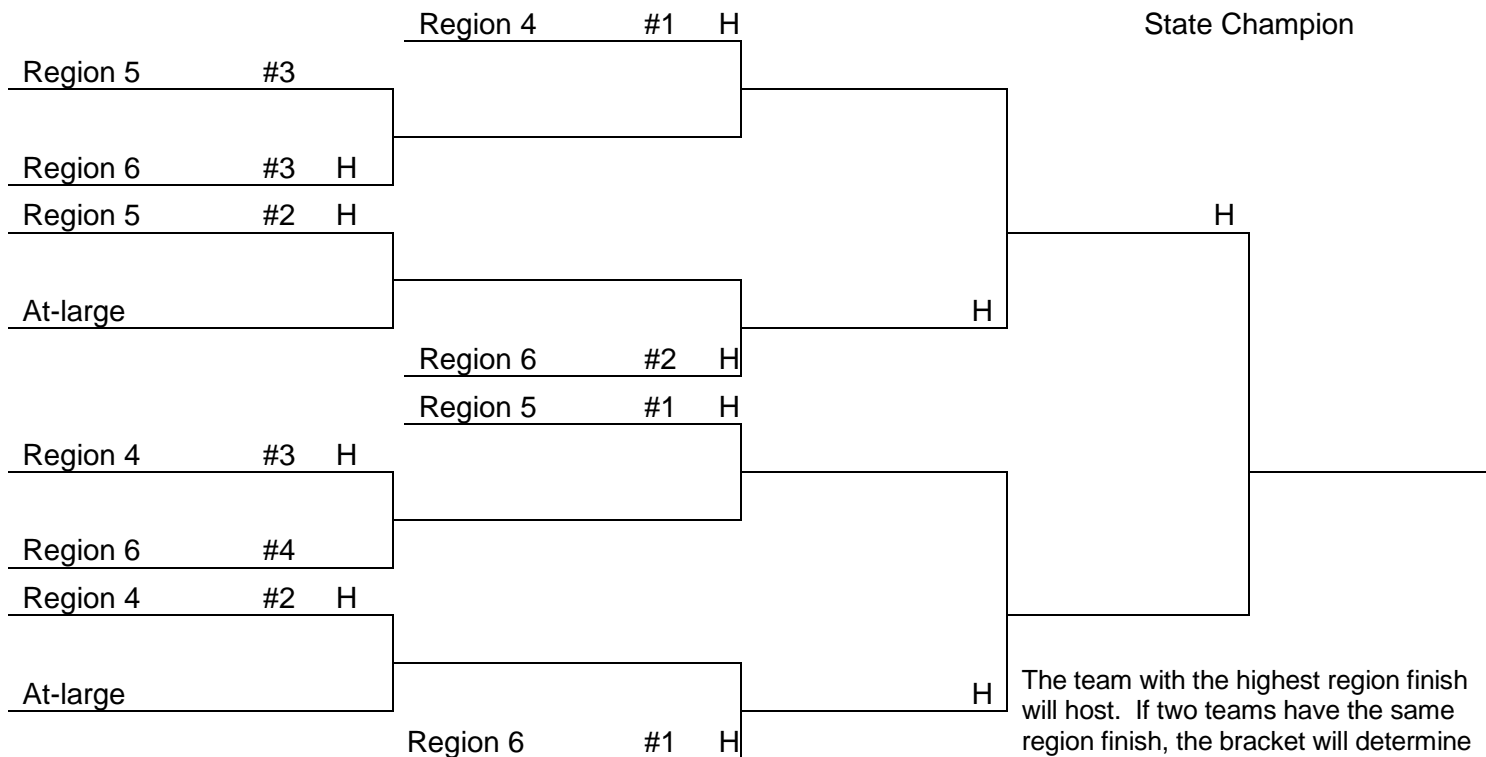 Region 4 #1 H
State Champion
Region 5 #3
Region 6 #3 H
Region 5 #2 H
H
At-large
H
Region 6 #2 H
Region 5 #1 H
Region 4 #3 H
Region 6 #4
Region 4 #2 H
At-large
H
The team with the highest region finish
will host. If two teams have the same
region finish, the bracket will determine
Region 6 #1 H